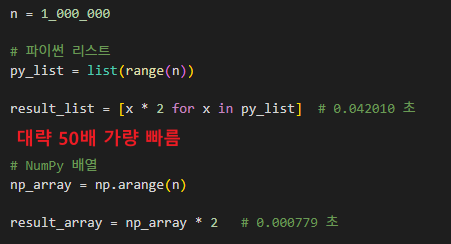 n = 1_000_000
# 파이썬 리스트
py_list = list(range(n))
result_list = [x * 2 for x in py_list]  # 0.042010 초
대략 50배 가량 빠름
# NumPy 배열
np_array = np.arange(n)
result_array = np_array * 2   # 0.000779 초